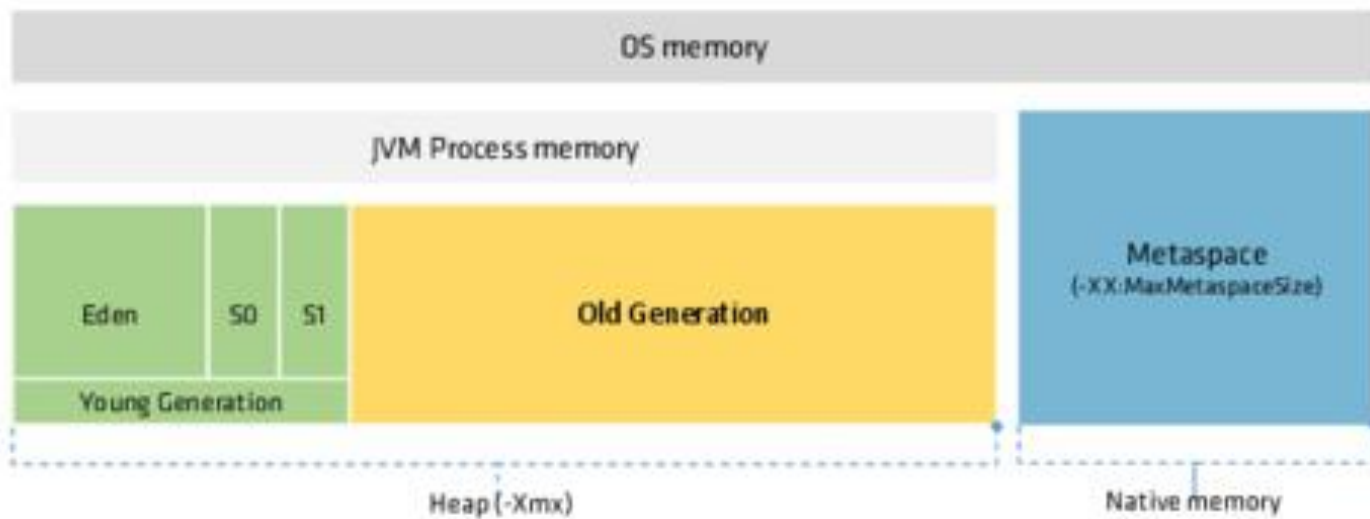 OS memory
JVM Process memory
Metaspace
(-XX:MaxMetaspaceSize)
Eden
S0
S1
Old Generation
Young Generation
Heap (-Xmx)
Native memory